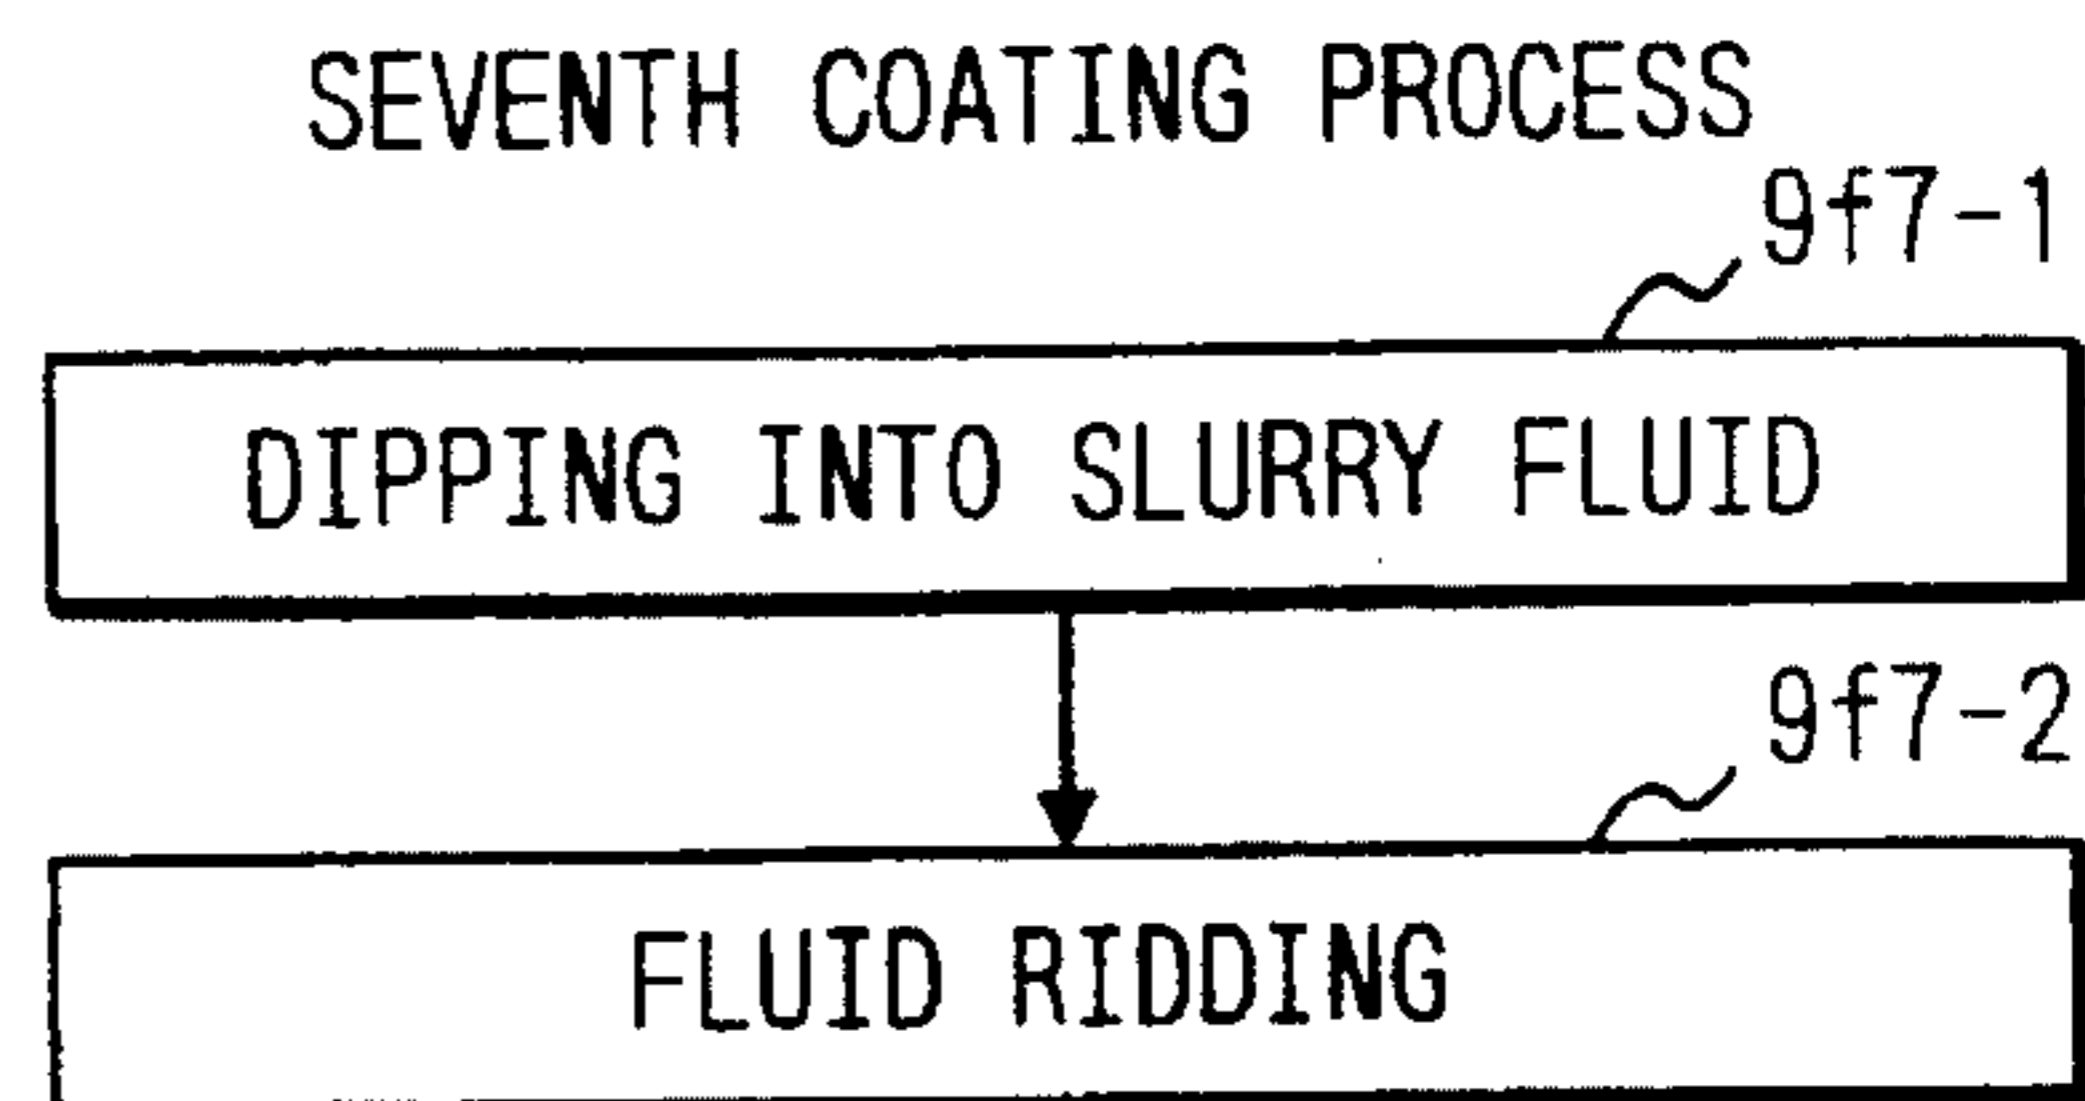 SEVENTH COATING PROCESS
9f7-1
DIPPING INTO SLURRY FLUID
9f7-2
FLUID RIDDING